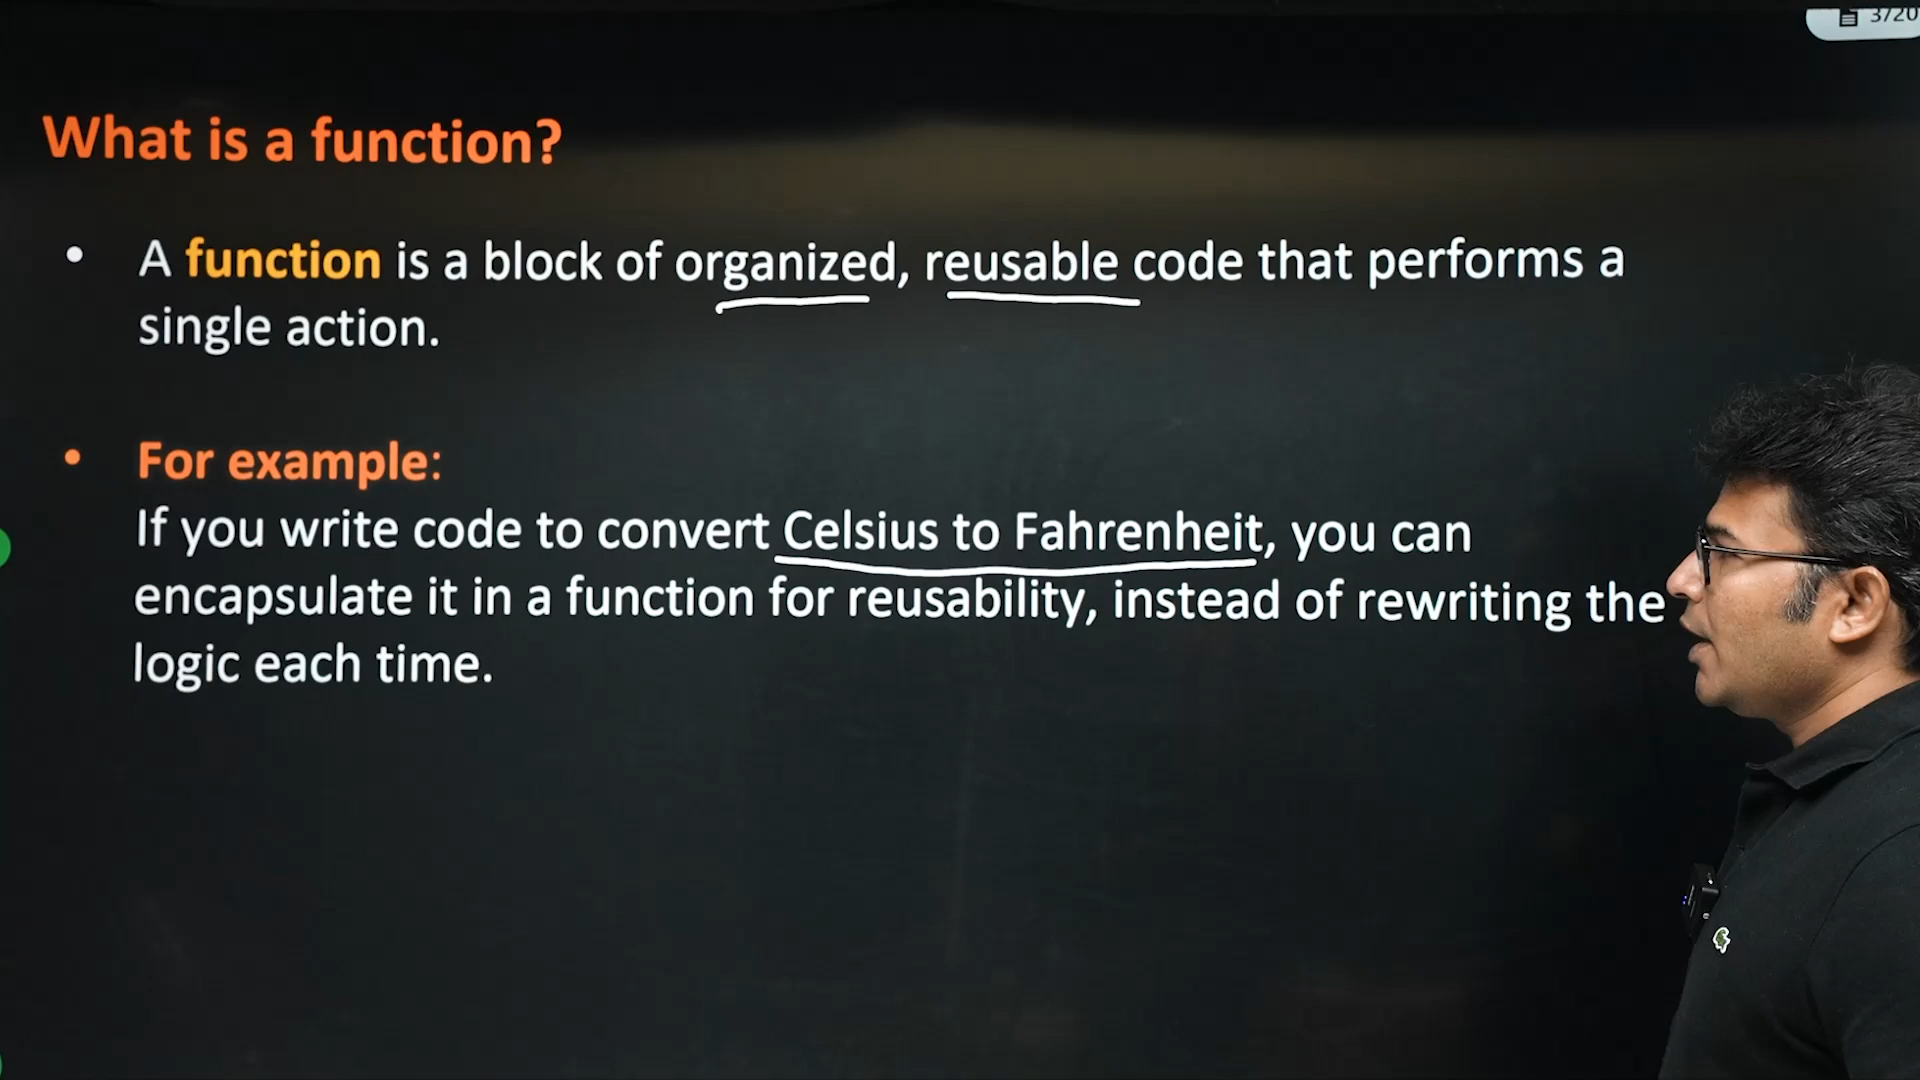 3/20
What is a function?
• A function is a block of organized, reusable code that performs a
single action.
• For example:
If you write code to convert Celsius to Fahrenheit, you can
encapsulate it in a function for reusability, instead of rewriting the
logic each time.